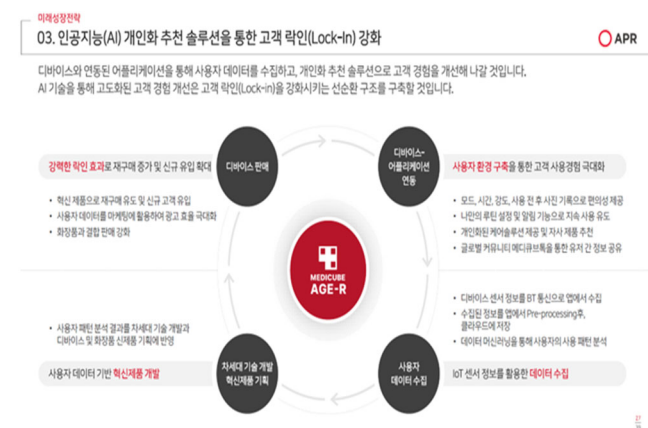 미래성장전략
03. 인공지능(AI) 개인화 추천 솔루션을 통한 고객 락인(Lock-In) 강화
APR
디바이스와 연동된 어플리케이션을 통해 사용자 데이터를 수집하고, 개인화 추천 솔루션으로 고객 경험을 개선해 나갈 것입니다.
AI 기술을 통해 고도화된 고객 경험 개선은 고객 락인(Lock-in)을 강화시키는 선순환 구조를 구축할 것입니다.
강력한 락인 효과로 재구매 증가 및 신규 유입 확대
• 혁신 제품으로 재구매 유도 및 신규 고객 유입
• 사용자 데이터를 마케팅에 활용하여 광고 효율 극대화
• 화장품과 결합 판매 강화
디바이스 판매
디바이스-
어플리케이션
연동
사용자 환경 구축을 통한 고객 사용경험 극대화
• 모드, 시간, 강도, 사용 전 후 사진 기록으로 편의성 제공
• 나만의 루틴 설정 및 알림 기능으로 지속 사용 유도
• 개인화된 케어솔루션 제공 및 자사 제품 추천
• 글로벌 커뮤니티 메디큐브톡을 통한 유저 간 정보 공유
MEDICUBE
AGE-R
• 사용자 패턴 분석 결과를 차세대 기술 개발과
디바이스 및 화장품 신제품 기획에 반영
사용자 데이터 기반 혁신제품 개발
차세대 기술 개발
혁신제품 기획
사용자
데이터 수집
• 디바이스 센서 정보를 BT 통신으로 앱에서 수집
• 수집된 정보를 앱에서 Pre-processing후,
클라우드에 저장
• 데이터 머신러닝을 통해 사용자의 사용 패턴 분석
IoT 센서 정보를 활용한 데이터 수집